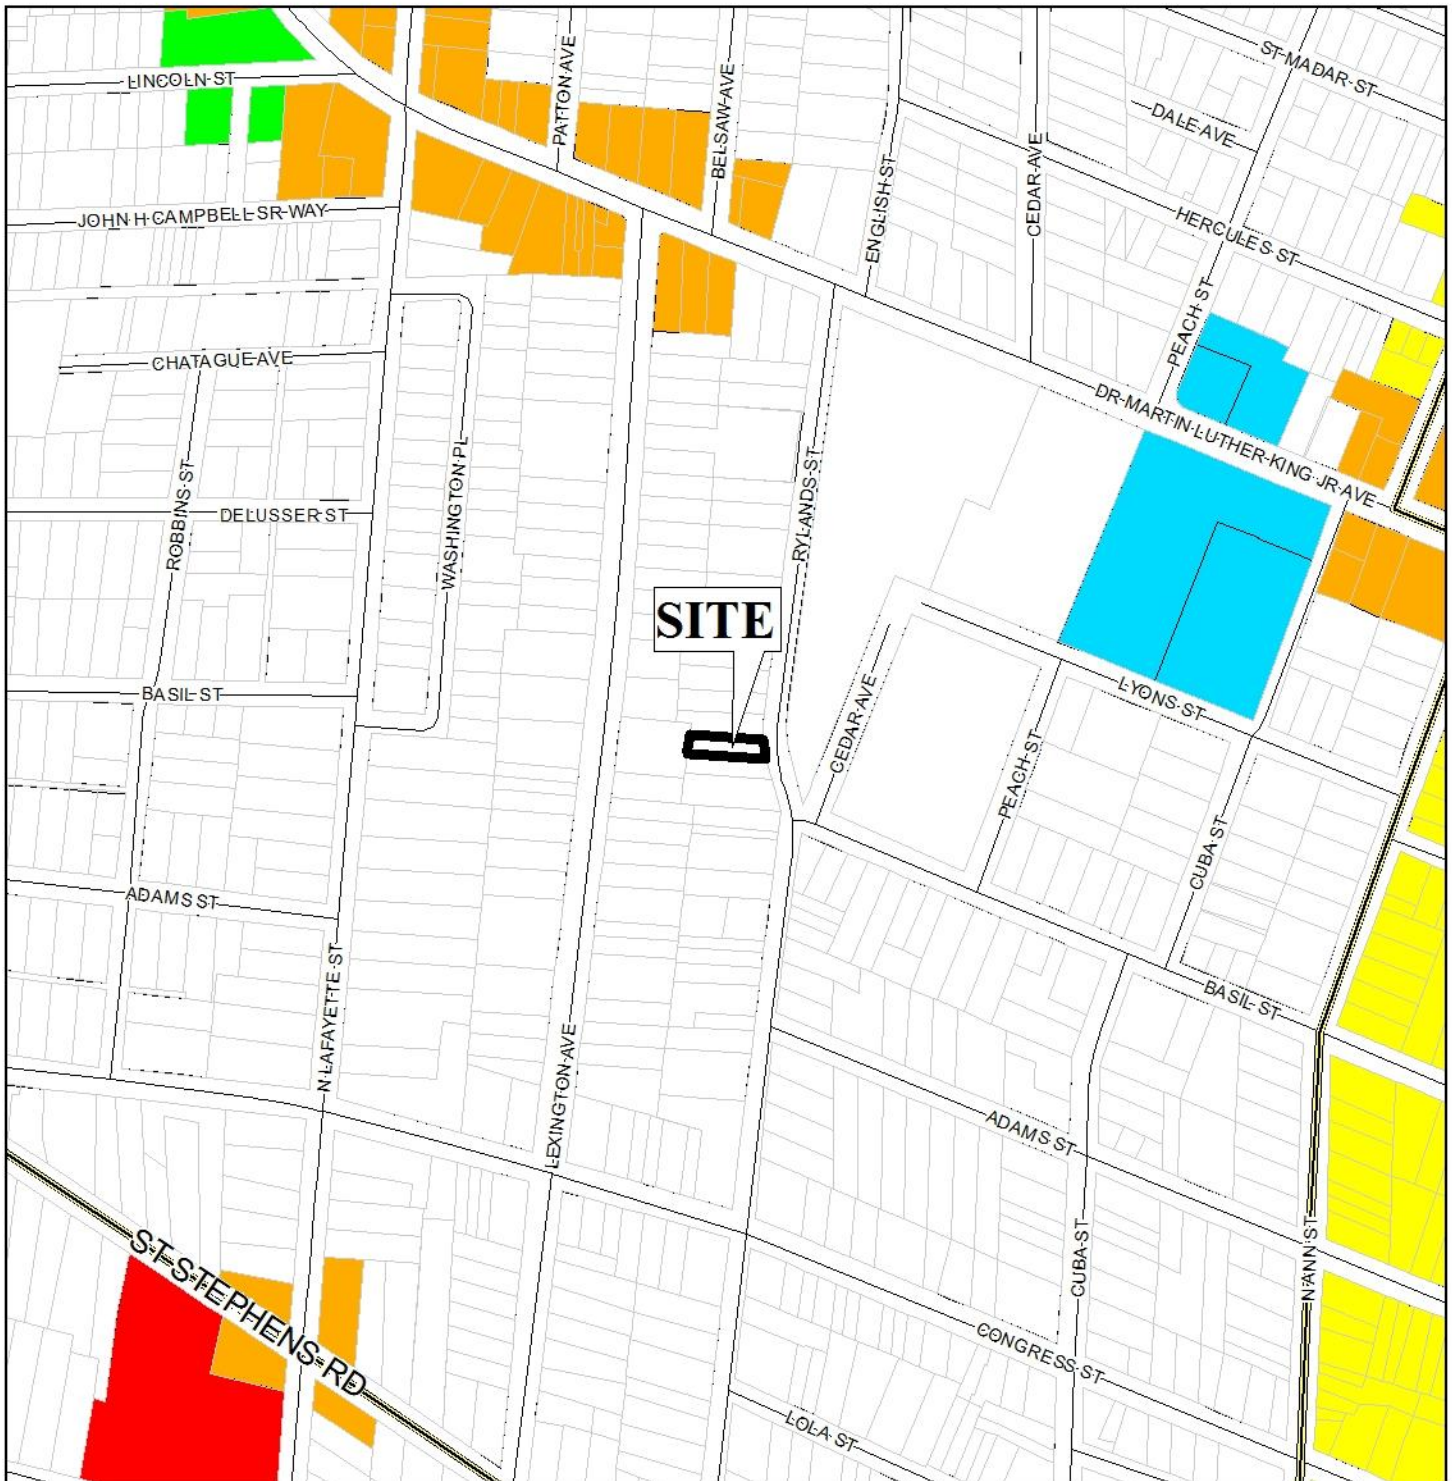 ST MADAR ST
PATTON AVE
LINCOLN ST
BELSAW AVE
DALE AVE
CEDAR AVE
ENGLISH ST
JOHN H CAMPBELL SR WAY
HERCULES ST
PEACH ST
CHATAGUE AVE
DR MARTIN LUTHER KING JR AVE
WASHINGTON PL
RYLANDS ST
ROBBINS ST
DELUSSER ST
SITE
BASIL ST
CEDAR AVE
LYONS ST
PEACH ST
CUBA ST
ADAMS ST
N LAFAYETTE ST
BASIL ST
LEXINGTON AVE
ADAMS ST
CUBA ST
N ANN ST
ST STEPHENS RD
CONGRESS ST
LOLA ST